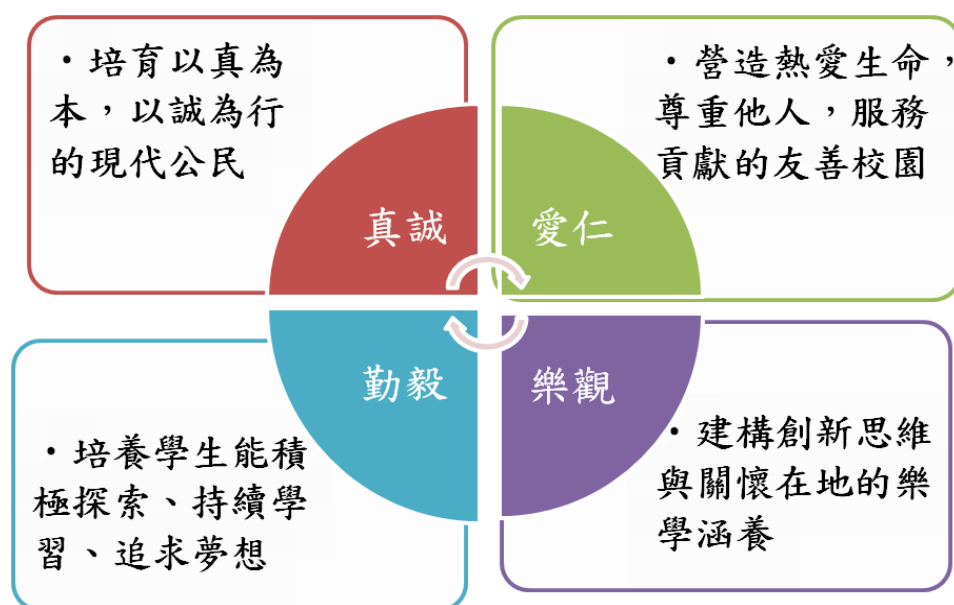 ・培育以真為
本，以誠為行
的現代公民
・營造熱愛生命，
尊重他人，服務
貢獻的友善校園
真誠
愛仁
勤毅
樂觀
・培養學生能積
極探索、持續學
習、追求夢想
・建構創新思維
與關懷在地的樂
學涵養